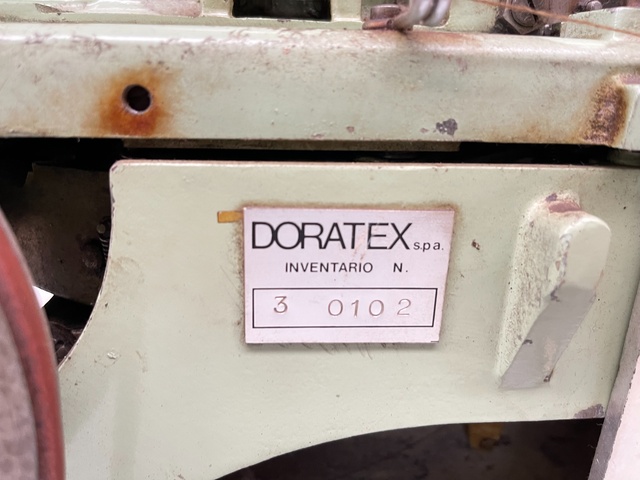 DORATEX s.p.a.
INVENTARIO N.
3 0102